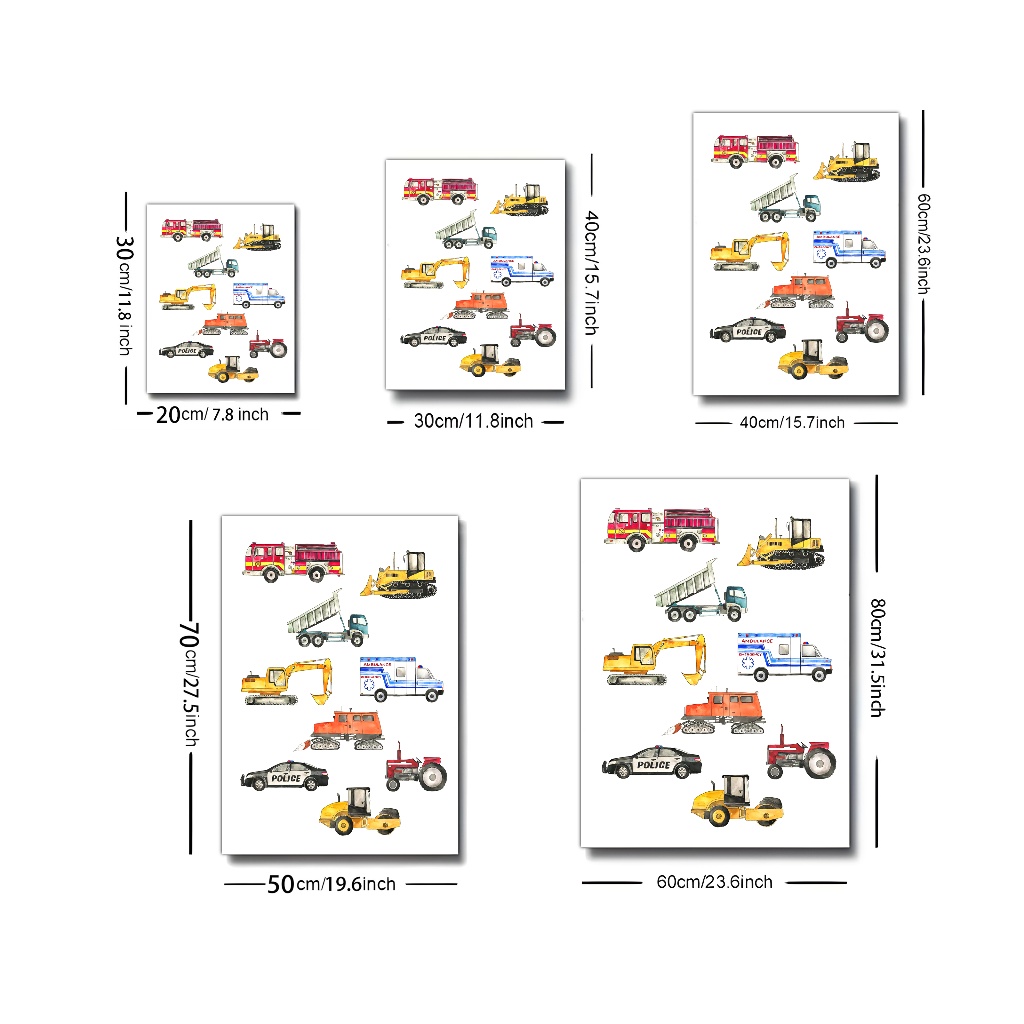 30cm/11.8 inch
POLICE
20cm/ 7.8 inch
40cm/15.7inch
POLICE
30cm/11.8inch
60cm/23.6inch
POLICE
40cm/15.7inch
70cm/27.5inch
AMBULANCE
POLICE
50cm/19.6inch
80cm/31.5inch
AMBULANCE
EMERGENCY
POLICE
60cm/23.6inch